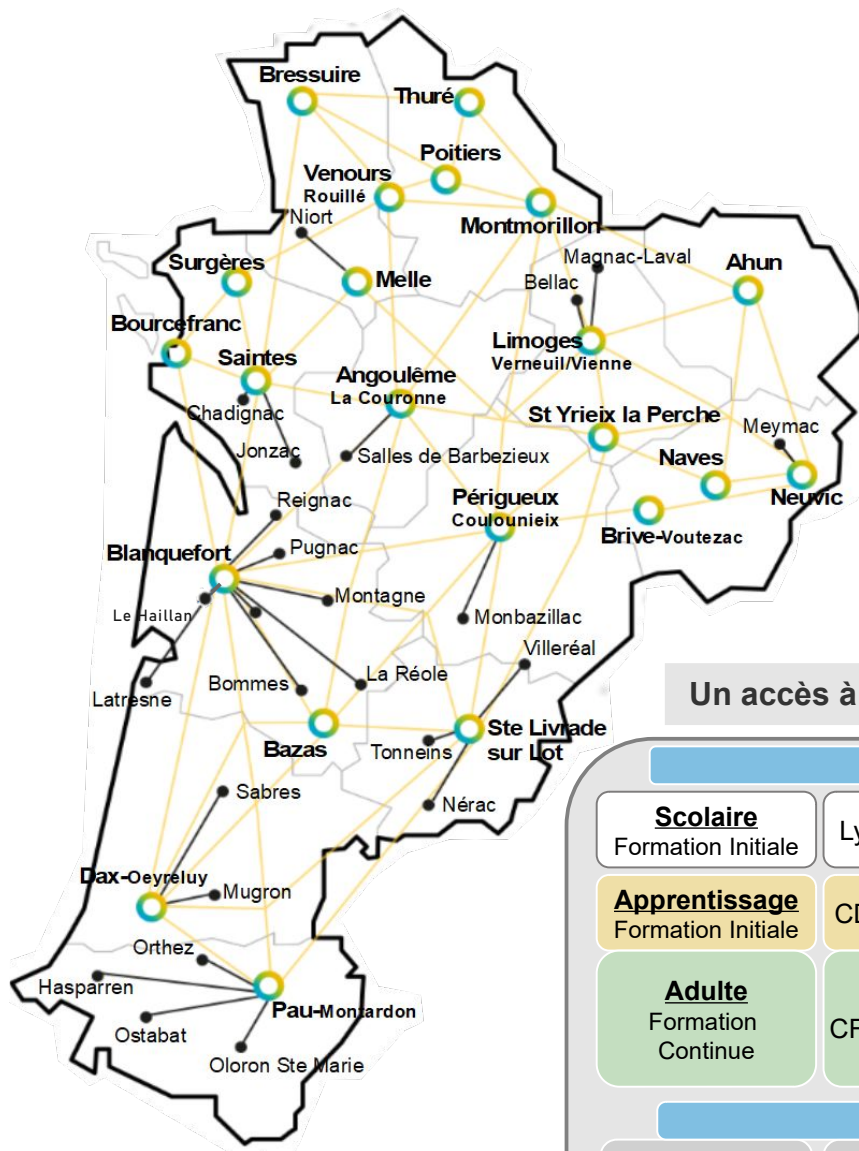 Bressuire
Thuré
Poitiers
Venours
Rouillé
Niort
Montmorillon
Magnac-Laval
Surgères
Melle
Ahun
Bellac
Bourcefranc
Limoges
Verneuil/Vienne
Saintes
Angoulême
La Couronne
Chadignac
St Yrieix la Perche
Meymac
Jonzac
Salles de Barbezieux
Naves
Neuvic
Périgueux
Coulounieix
Reignac
Brive-Voutezac
Blanquefort
Pugnac
Montagne
Le Haillan
Monbazillac
Villeréal
La Réole
Bommes
Latresne
Bazas
Tonneins
Ste Livrade
sur Lot
Sabres
Nérac
Dax-Oeyreluy
Mugron
Orthez
Hasparren
Pau-Montardon
Ostabat
Oloron Ste Marie
Un accès à
Scolaire
Formation Initiale
Ly
Apprentissage
Formation Initiale
CD
Adulte
Formation
Continue
CF